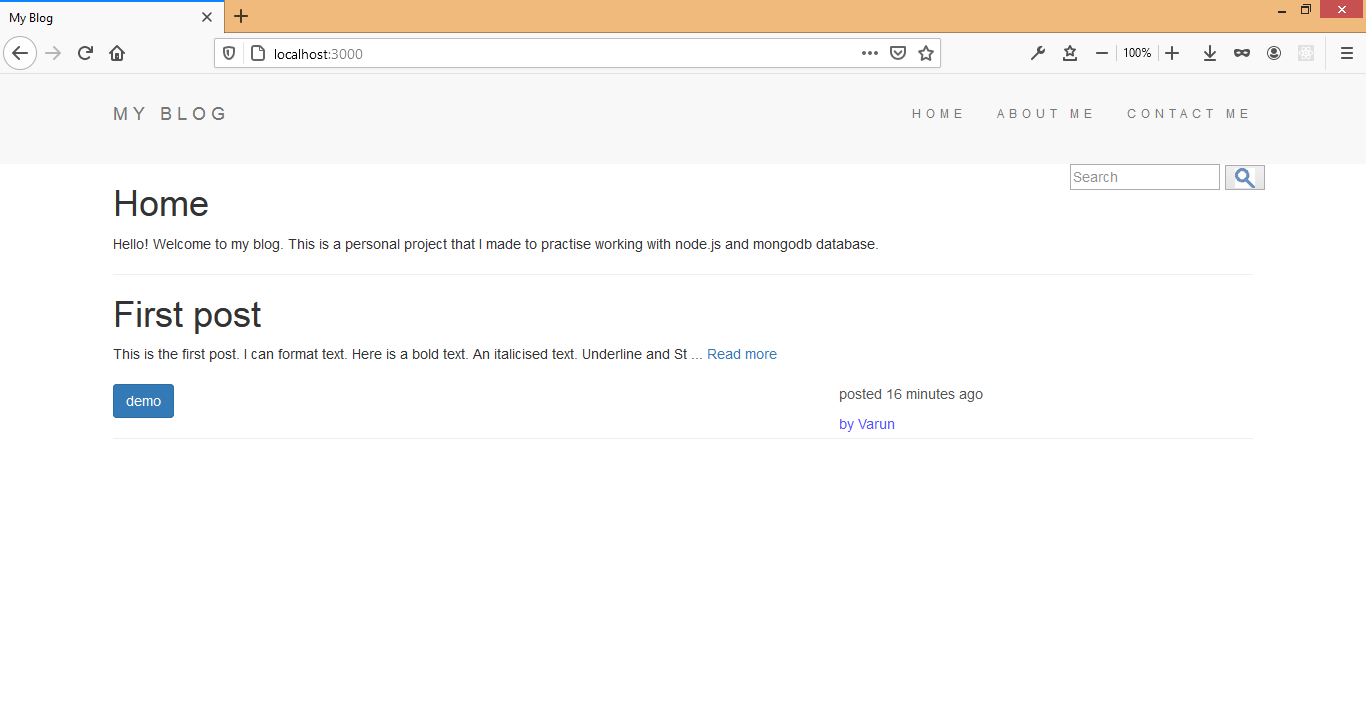 My Blog
localhost:3000
100%
MY BLOG
HOME ABOUT ME CONTACT ME
Search
Home
Hello! Welcome to my blog. This is a personal project that I made to practise working with node.js and mongodb database.
First post
This is the first post. I can format text. Here is a bold text. An italicised text. Underline and St ... Read more
demo
posted 16 minutes ago
by Varun